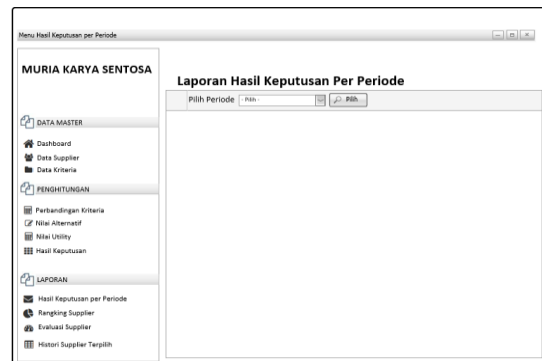 Menu Hasil Keputusan per Periode
MURIA KARYA SENTOSA
DATA MASTER
Dashboard
Data Supplier
Data Kriteria
PENGHITUNGAN
Perbandingan Kriteria
Nilai Alternatif
Nilai Utility
Hasil Keputusan
LAPORAN
Hasil Keputusan per Periode
Rangking Supplier
Evaluasi Supplier
Histori Supplier Terpilih
Laporan Hasil Keputusan Per Periode
Pilih Periode - Pilih - Pilih